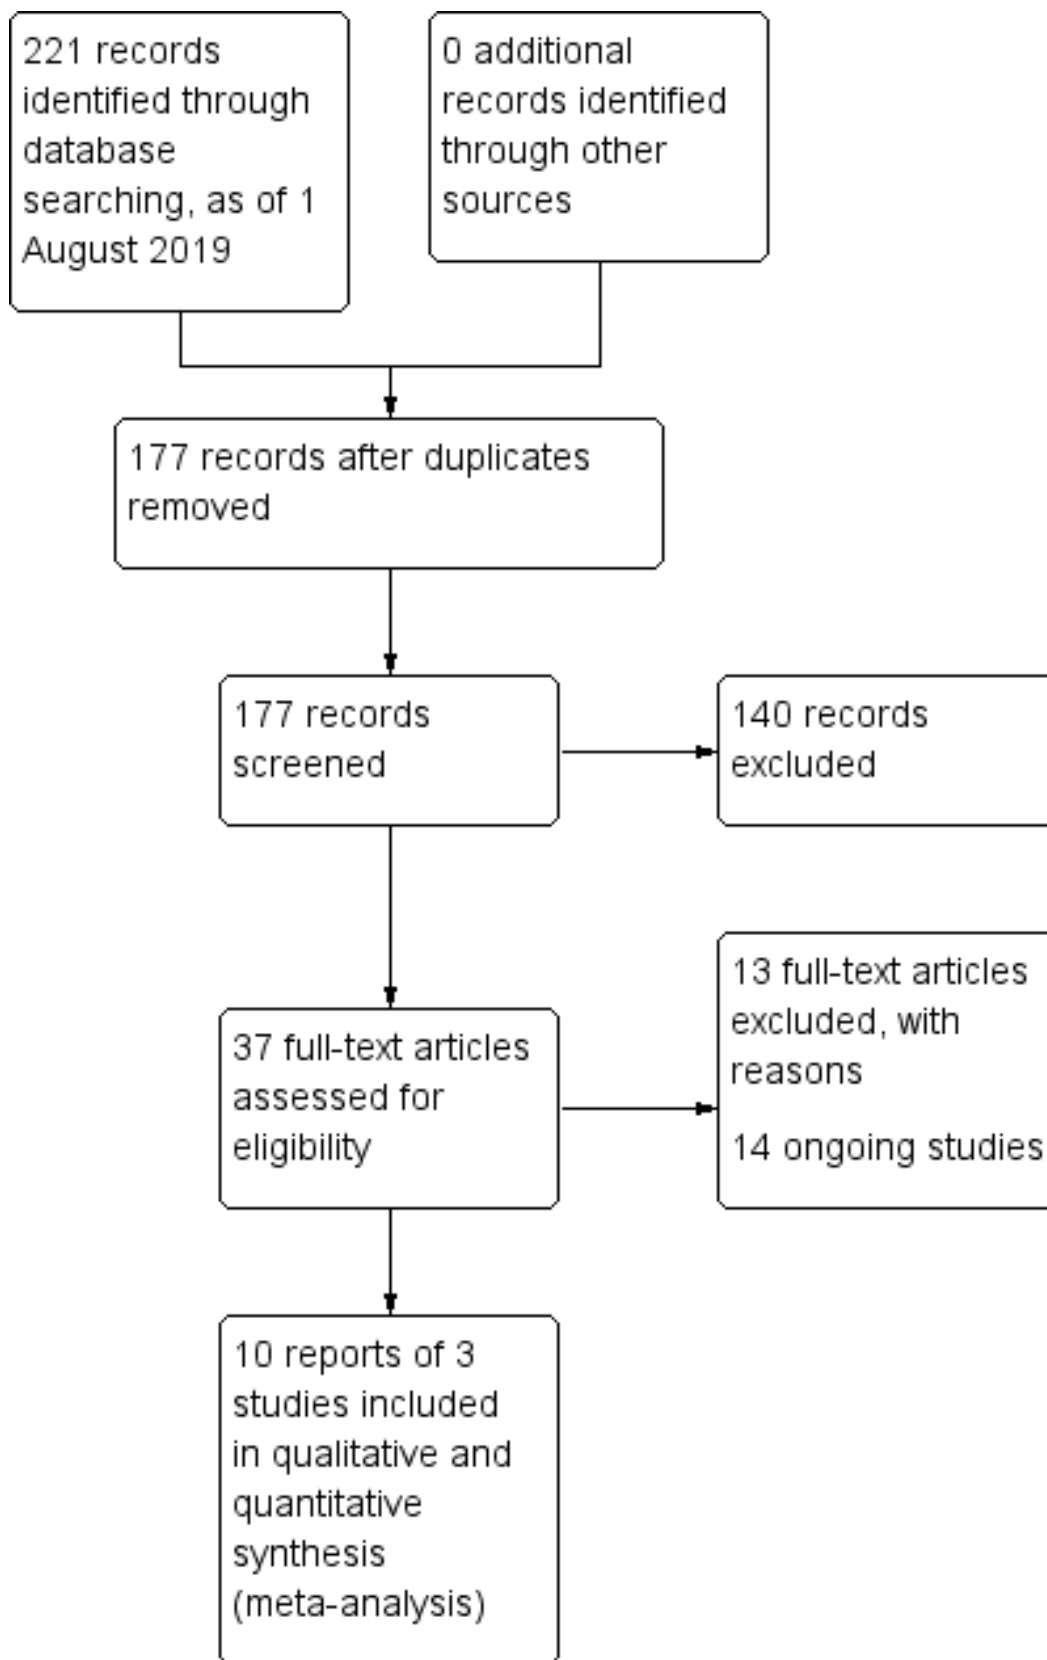 221 records
identified through
database
searching, as of 1
August 2019
0 additional
records identified
through other
sources
177 records after duplicates
removed
177 records
screened
140 records
excluded
37 full-text articles
assessed for
eligibility
13 full-text articles
excluded, with
reasons
14 ongoing studies
10 reports of 3
studies included
in qualitative and
quantitative
synthesis
(meta-analysis)